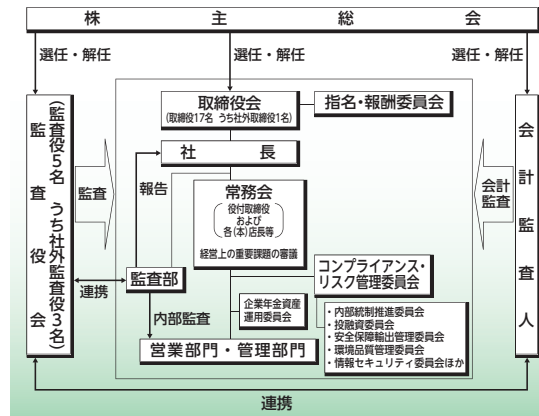 株主総会
選任・解任
選任・解任
選任・解任
監査役会
(監査役5名 うち社外監査役3名)
監査
取締役会
(取締役17名 うち社外取締役1名)
指名・報酬委員会
社長
報告
常務会
役付取締役
および
各(本)店長等
経営上の重要課題の審議
会計
監査
会計監査人
監査部
連携
内部監査
コンプライアンス・
リスク管理委員会
企業年金資産
運用委員会
・内部統制推進委員会
・投融資委員会
・安全保障輸出管理委員会
・環境品質管理委員会
・情報セキュリティ委員会ほか
営業部門・管理部門
連携